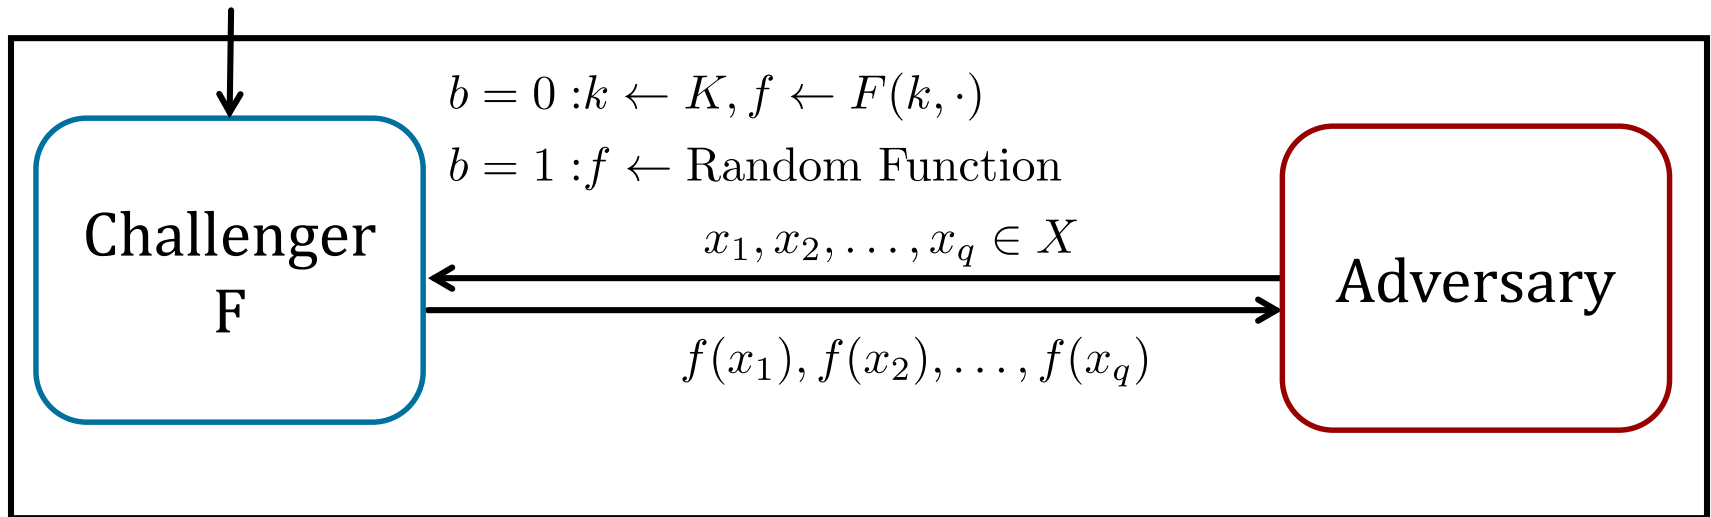 b = 0 :k ← K, f ← F(k, ·)
b = 1 :f ← Random Function
Challenger
F
x₁, x₂, . . . , x_q ∈ X
Adversary
f(x₁), f(x₂), . . . , f(x_q)